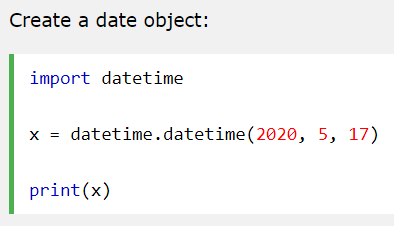 Create a date object:
import datetime
x = datetime.datetime(2020, 5, 17)
print(x)